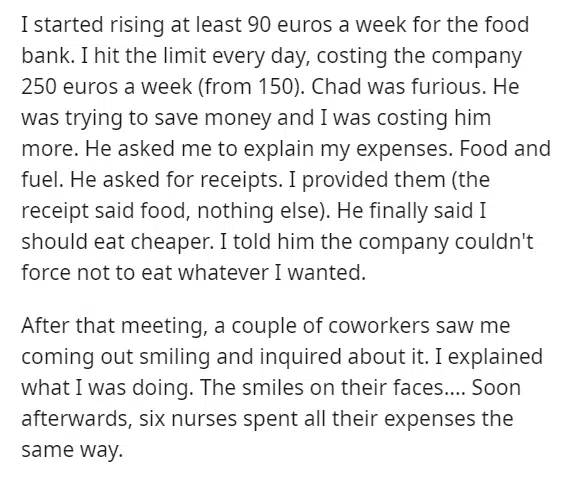 I started rising at least 90 euros a week for the food
bank. I hit the limit every day, costing the company
250 euros a week (from 150). Chad was furious. He
was trying to save money and I was costing him
more. He asked me to explain my expenses. Food and
fuel. He asked for receipts. I provided them (the
receipt said food, nothing else). He finally said I
should eat cheaper. I told him the company couldn't
force not to eat whatever I wanted.
After that meeting, a couple of coworkers saw me
coming out smiling and inquired about it. I explained
what I was doing. The smiles on their faces.... Soon
afterwards, six nurses spent all their expenses the
same way.